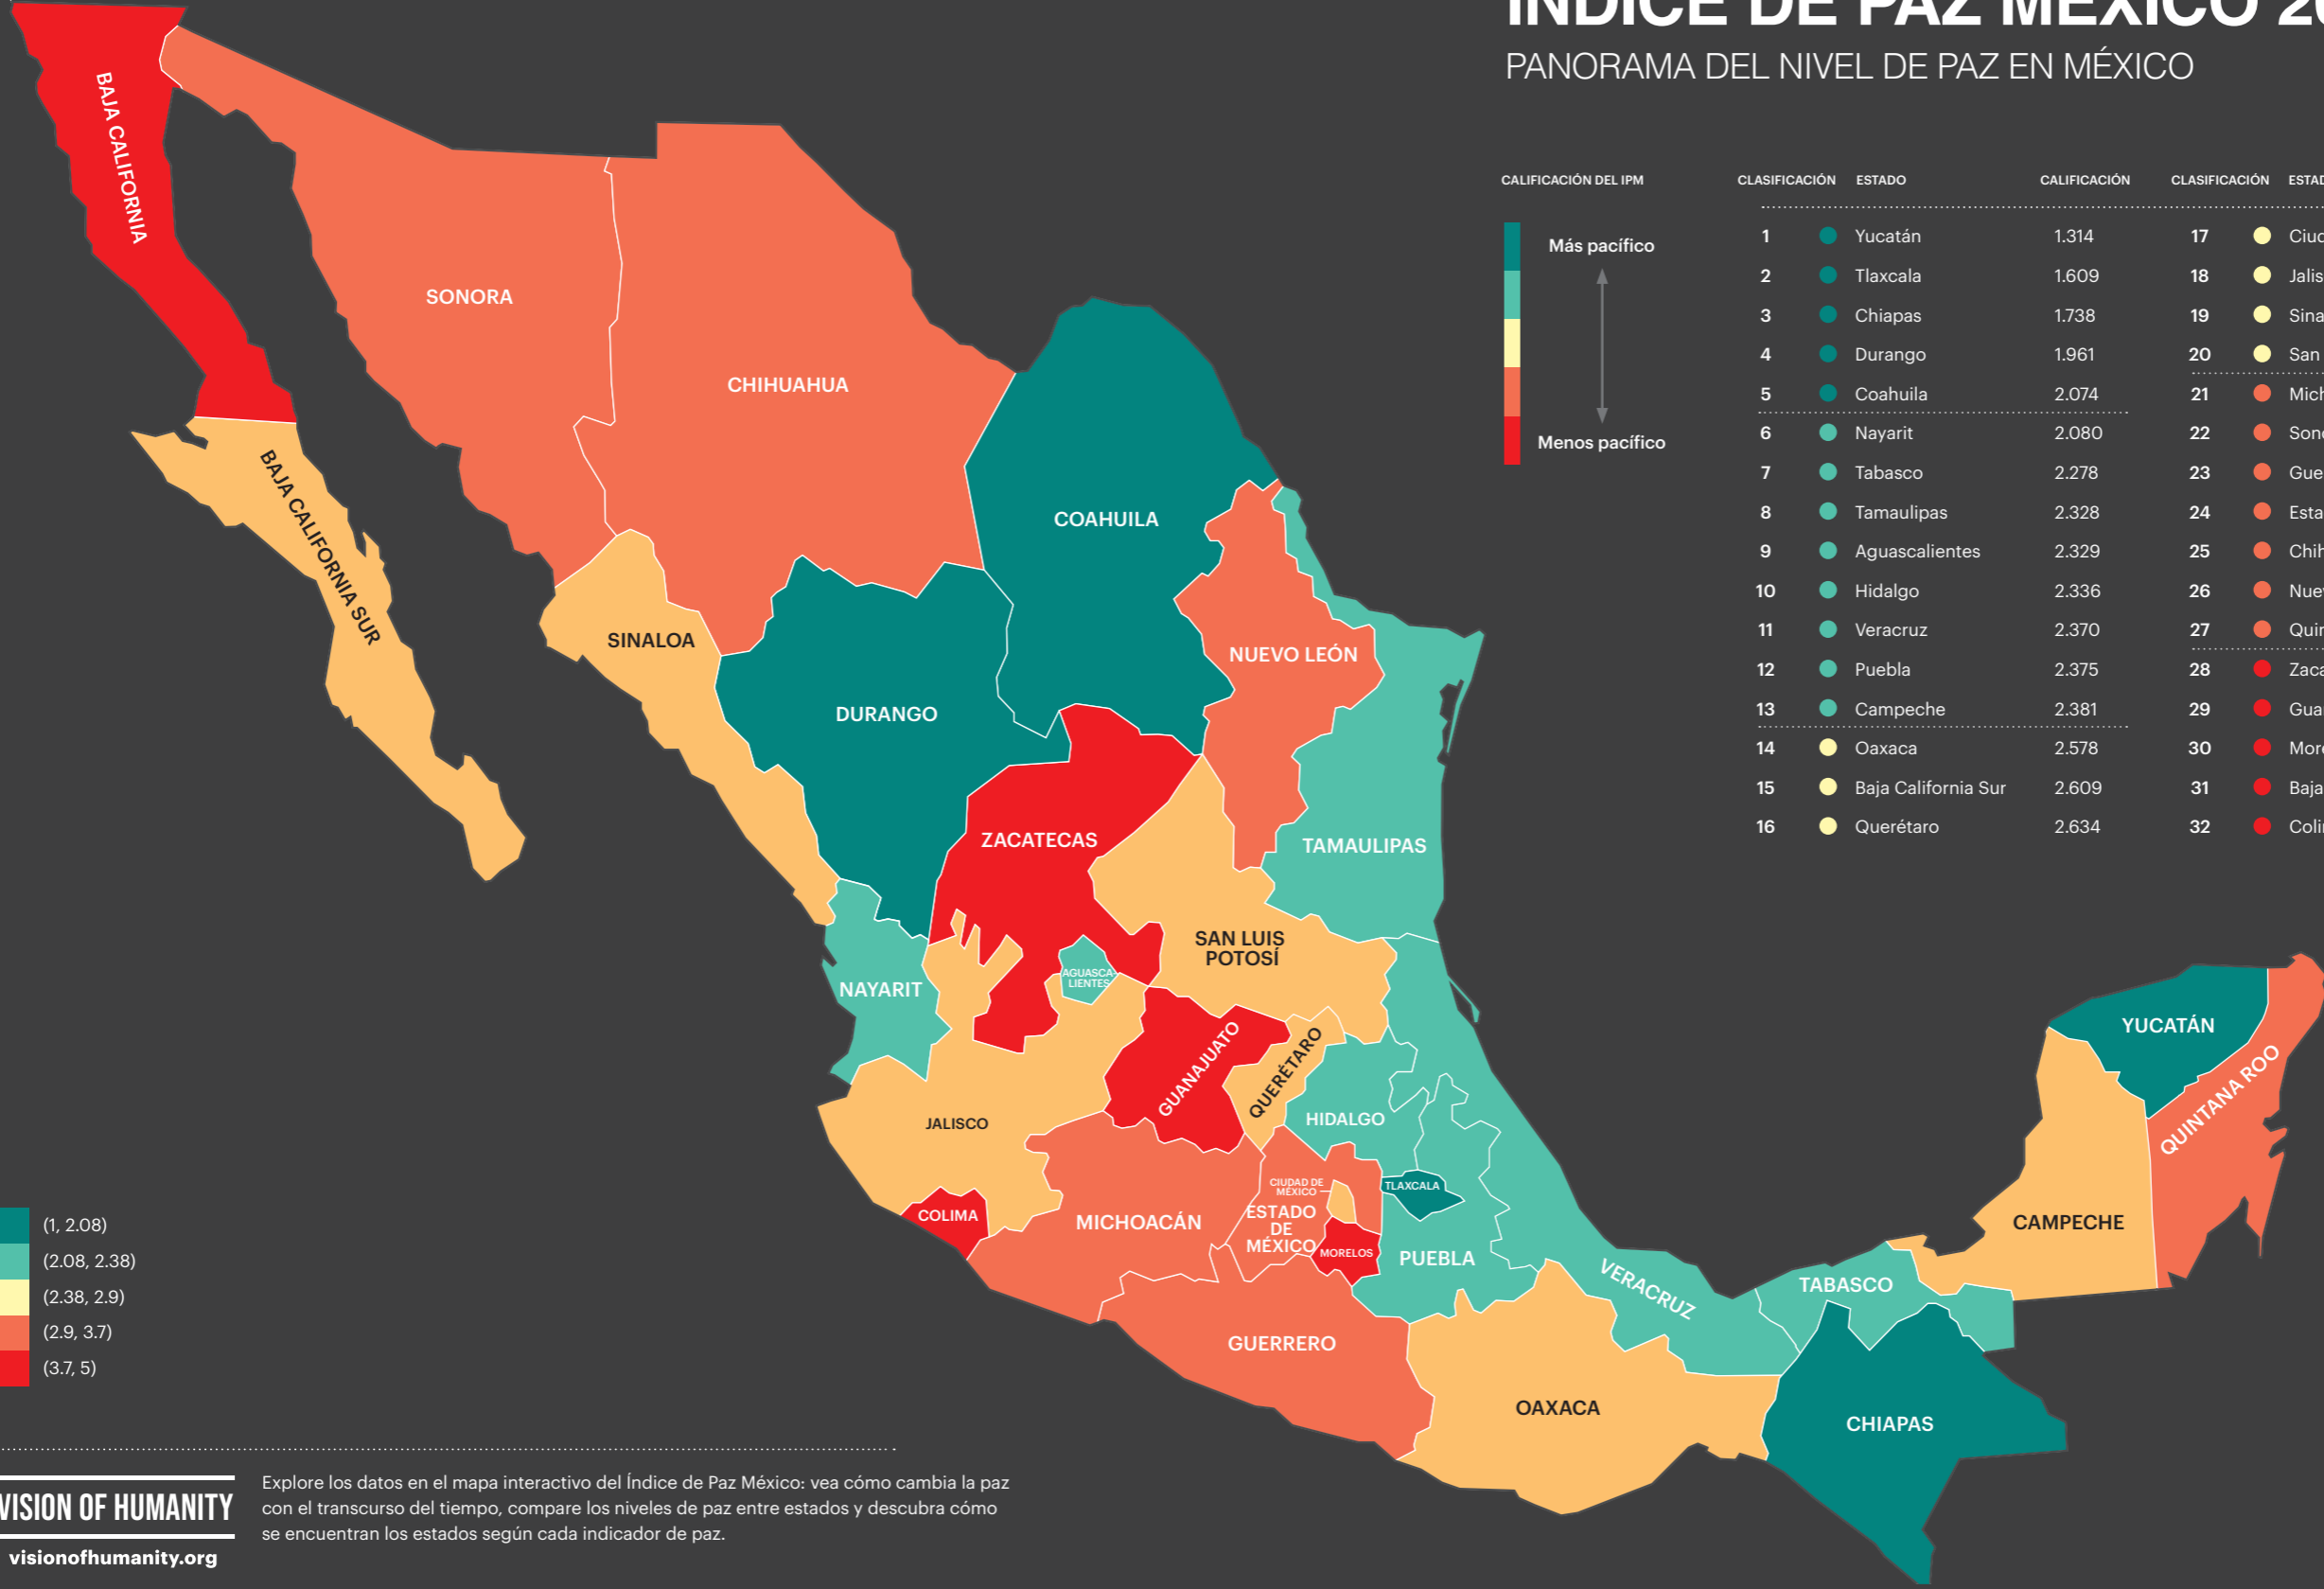 ÍNDICE DE PAZ MÉXICO
PANORAMA DEL NIVEL DE PAZ EN MÉXICO
CALIFICACIÓN DEL IPM
Más pacífico
Menos pacífico
CLASIFICACIÓN ESTADO CALIFICACIÓN CLASIFICACIÓN
1 Yucatán 1.314 17
2 Tlaxcala 1.609 18
3 Chiapas 1.738 19
4 Durango 1.961 20 San
5 Coahuila 2.074 21
6 Nayarit 2.080 22
7 Tabasco 2.278 23
8 Tamaulipas 2.328 24
9 Aguascalientes 2.329 25
10 Hidalgo 2.336 26
11 Veracruz 2.370 27
12 Puebla 2.375 28
13 Campeche 2.381 29
14 Oaxaca 2.578 30
15 Baja California Sur 2.609 31 Baja
16 Querétaro 2.634 32
BAJA CALIFORNIA
SONORA
CHIHUAHUA
COAHUILA
BAJA CALIFORNIA SUR
SINALOA
NUEVO LEÓN
DURANGO
ZACATECAS
TAMAULIPAS
SAN LUIS
POTOSÍ
AGUASCA-
LIENTES
NAYARIT
GUANAJUATO
QUERÉTARO
HIDALGO
JALISCO
COLIMA
MICHOACÁN
CIUDAD DE
MÉXICO
ESTADO
DE
MÉXICO
TLAXCALA
MORELOS
PUEBLA
VERACRUZ
GUERRERO
OAXACA
TABASCO
CHIAPAS
CAMPECHE
YUCATÁN
QUINTANA ROO
(1, 2.08)
(2.08, 2.38)
(2.38, 2.9)
(2.9, 3.7)
(3.7, 5)
VISION OF HUMANITY
visionofhumanity.org
Explore los datos en el mapa interactivo del Índice de Paz México: vea cómo cambia la paz
con el transcurso del tiempo, compare los niveles de paz entre estados y descubra cómo
se encuentran los estados según cada indicador de paz.